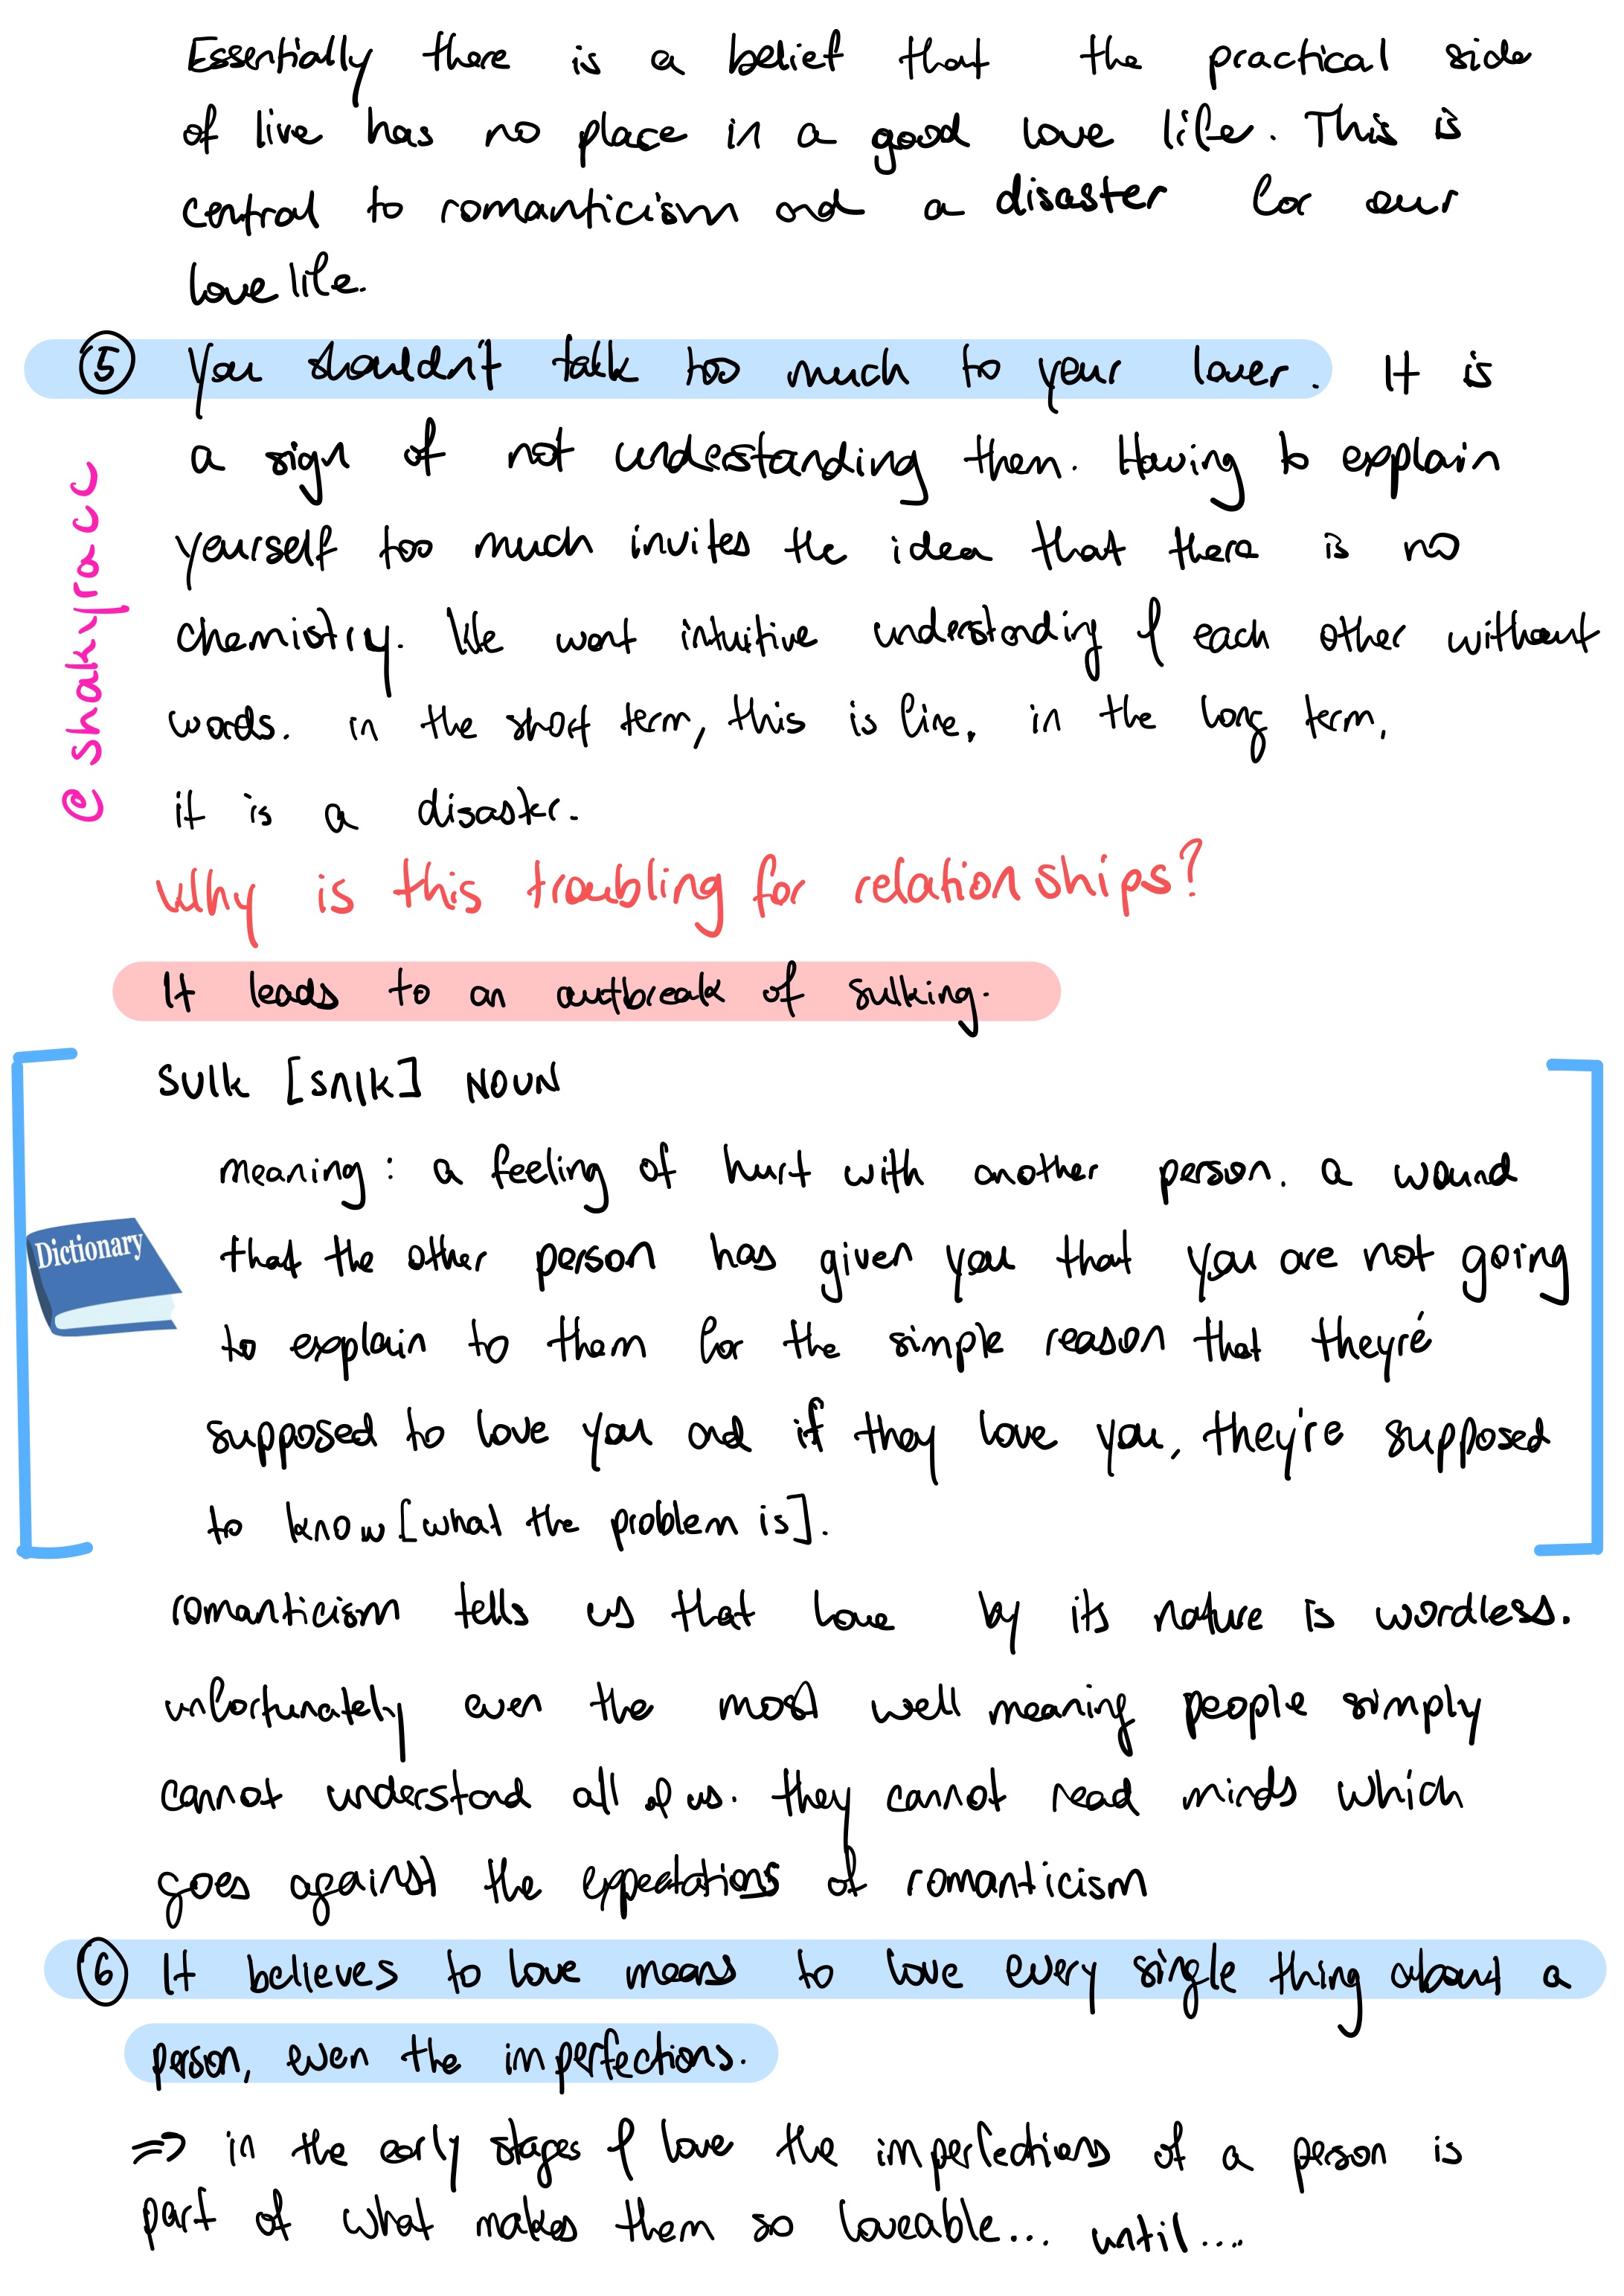 Essentially there is a belief that the practical side
of live has no place in a good love life. This is
central to romanticism and a disaster for our
love life.
⑤ You shouldn't talk too much to your lover. It is
a sign of not understanding them. Having to explain
yourself too much invites the idea that there is no
chemistry. We want intuitive understanding of each other without
words. in the short term, this is fine. in the long term,
it is a disaster.
@shakyracc
Why is this troubling for relationships?
It leads to an outbreak of sulking.
SULK [sʌlk] NOUN
meaning: a feeling of hurt with another person. a wound
that the other person has given you that you are not going
to explain to them for the simple reason that they're
supposed to love you and if they love you, they're supposed
to know [what the problem is].
Dictionary
romanticism tells us that love by its nature is wordless.
unfortunately even the most well meaning people simply
cannot understand all of us. they cannot read minds which
goes against the expectations of romanticism
⑥ It believes to love means to love every single thing about a
person, even the imperfections.
=> in the early stages of love the imperfections of a person is
part of what makes them so loveable... until....